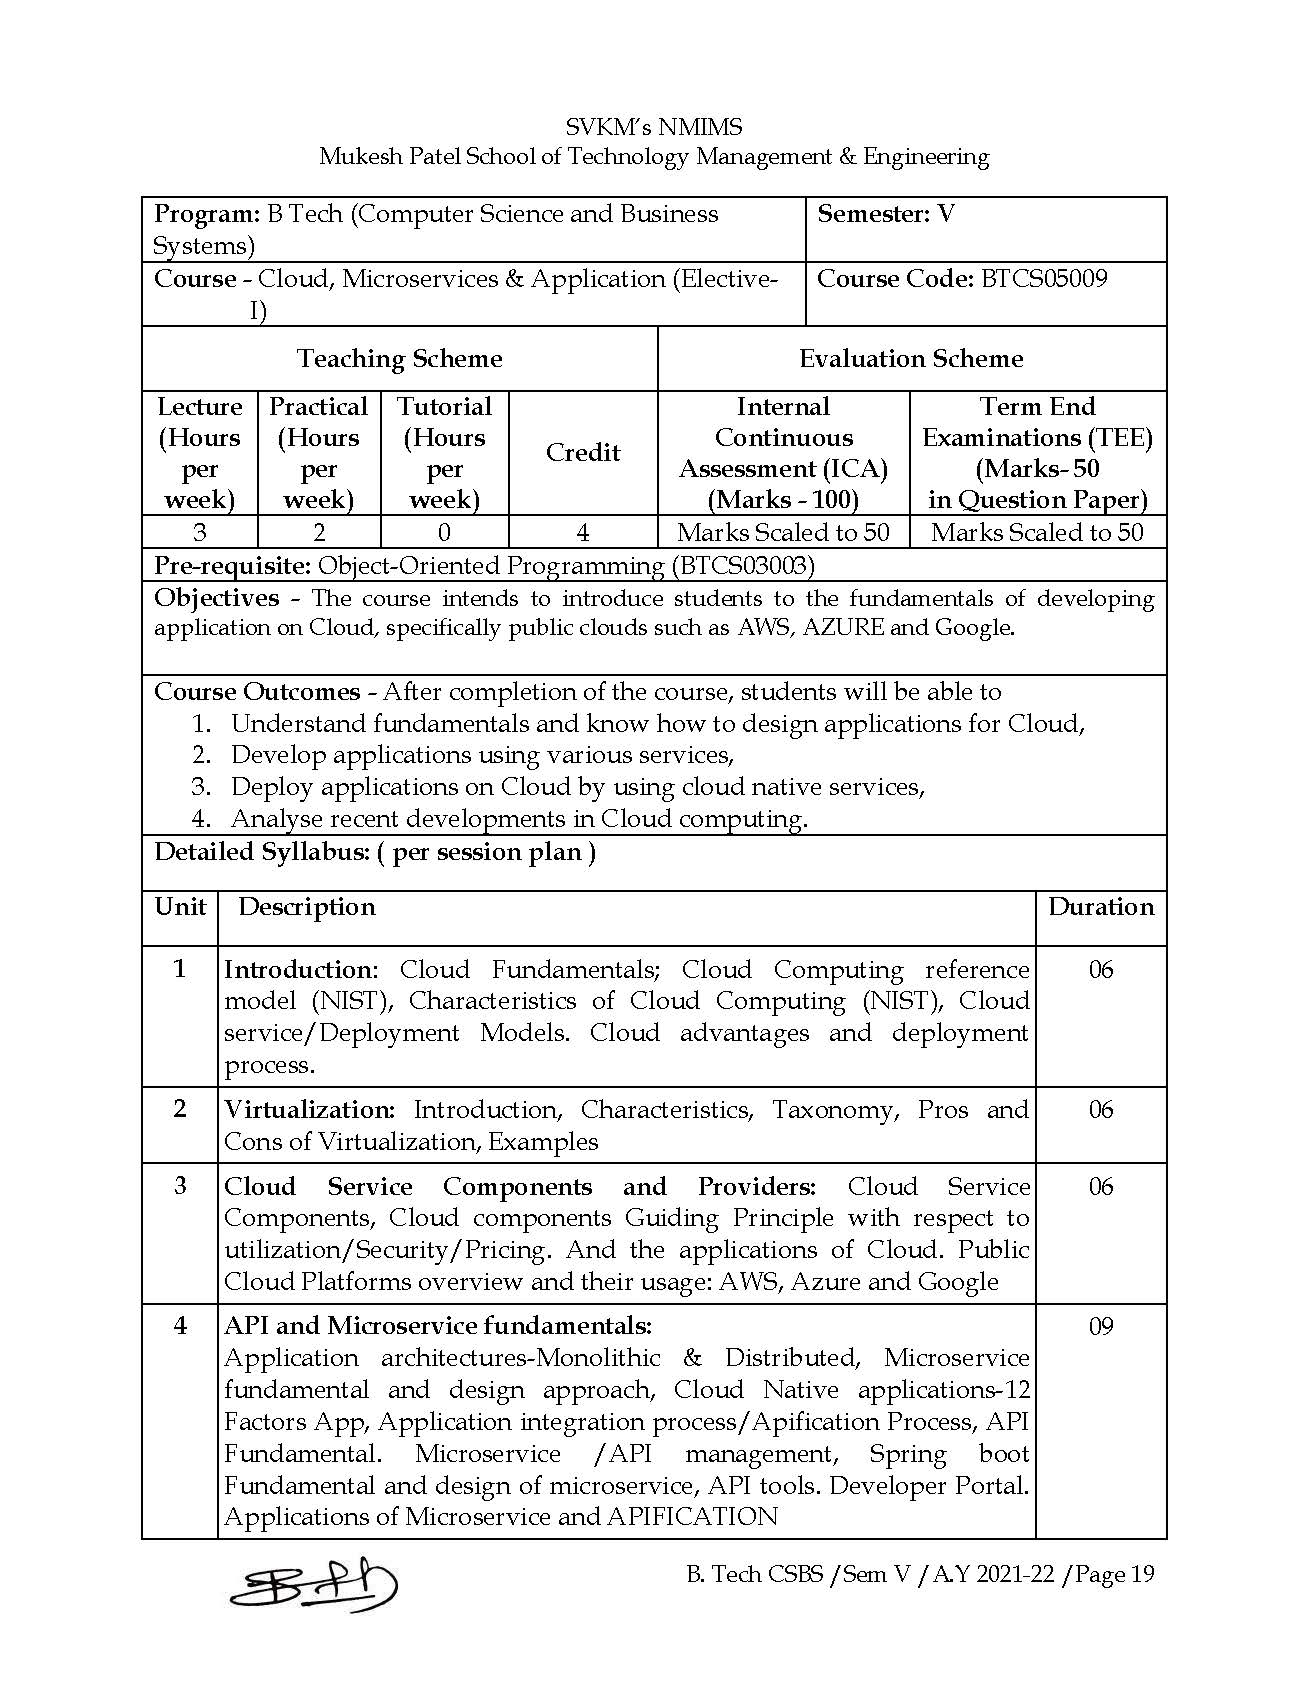 SVKM's NMIMS
Mukesh Patel School of Technology Management & Engineering
Program: B Tech (Computer Science and Business
Systems)
Semester: V
Course - Cloud, Microservices & Application (Elective-
I)
Course Code: BTCS05009
Teaching Scheme
Evaluation Scheme
Lecture
(Hours
per
week)
Practical
(Hours
per
week)
Tutorial
(Hours
per
week)
Credit
Internal
Continuous
Assessment (ICA)
(Marks - 100)
Term End
Examinations (TEE)
(Marks- 50
in Question Paper)
3
2
0
4
Marks Scaled to 50
Marks Scaled to 50
Pre-requisite: Object-Oriented Programming (BTCS03003)
Objectives - The course intends to introduce students to the fundamentals of developing
application on Cloud, specifically public clouds such as AWS, AZURE and Google.
Course Outcomes - After completion of the course, students will be able to
1. Understand fundamentals and know how to design applications for Cloud,
2. Develop applications using various services,
3. Deploy applications on Cloud by using cloud native services,
4. Analyse recent developments in Cloud computing.
Detailed Syllabus: ( per session plan )
Unit
Description
Duration
1
Introduction: Cloud Fundamentals; Cloud Computing reference
model (NIST), Characteristics of Cloud Computing (NIST), Cloud
service/Deployment Models. Cloud advantages and deployment
process.
06
2
Virtualization: Introduction, Characteristics, Taxonomy, Pros and
Cons of Virtualization, Examples
06
3
Cloud Service Components and Providers: Cloud Service
Components, Cloud components Guiding Principle with respect to
utilization/Security/Pricing. And the applications of Cloud. Public
Cloud Platforms overview and their usage: AWS, Azure and Google
06
4
API and Microservice fundamentals:
Application architectures-Monolithic & Distributed, Microservice
fundamental and design approach, Cloud Native applications-12
Factors App, Application integration process/Apification Process, API
Fundamental. Microservice /API management, Spring boot
Fundamental and design of microservice, API tools. Developer Portal.
Applications of Microservice and APIFICATION
09
B. Tech CSBS /Sem V / A.Y 2021-22 /Page 19